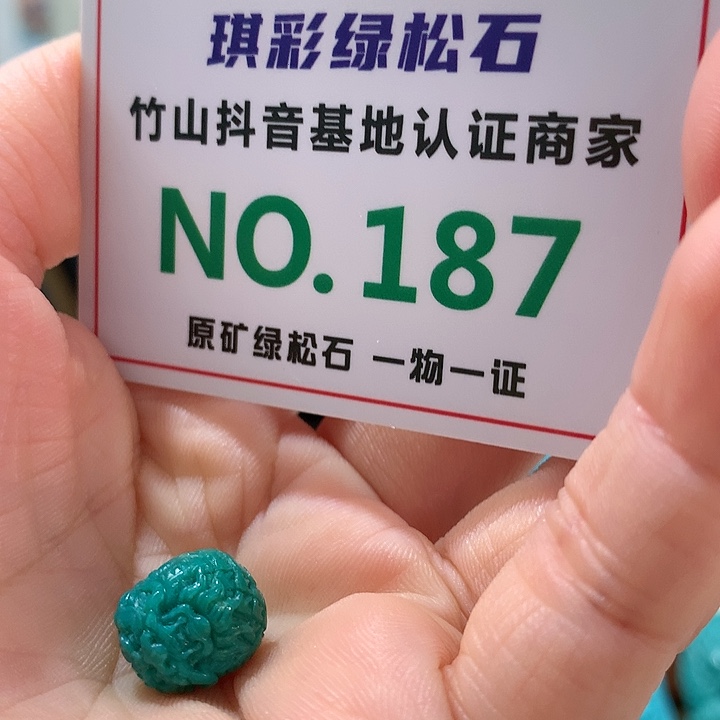 琪彩绿松石
竹山抖音基地认证商家
NO.187
原矿绿松石 一物一证